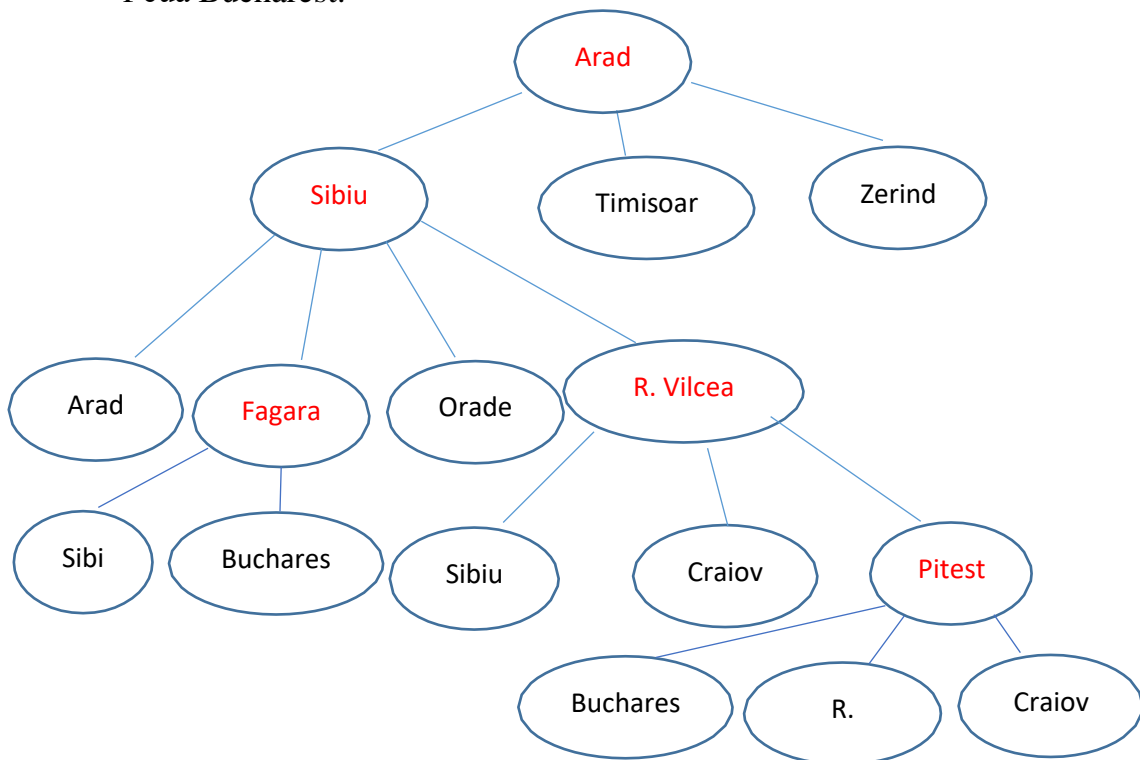 Arad
Sibiu
Timisoar
Zerind
Arad
Fagara
Orade
R. Vilcea
Sibi
Buchares
Sibiu
Craiov
Pitest
Buchares
R.
Craiov